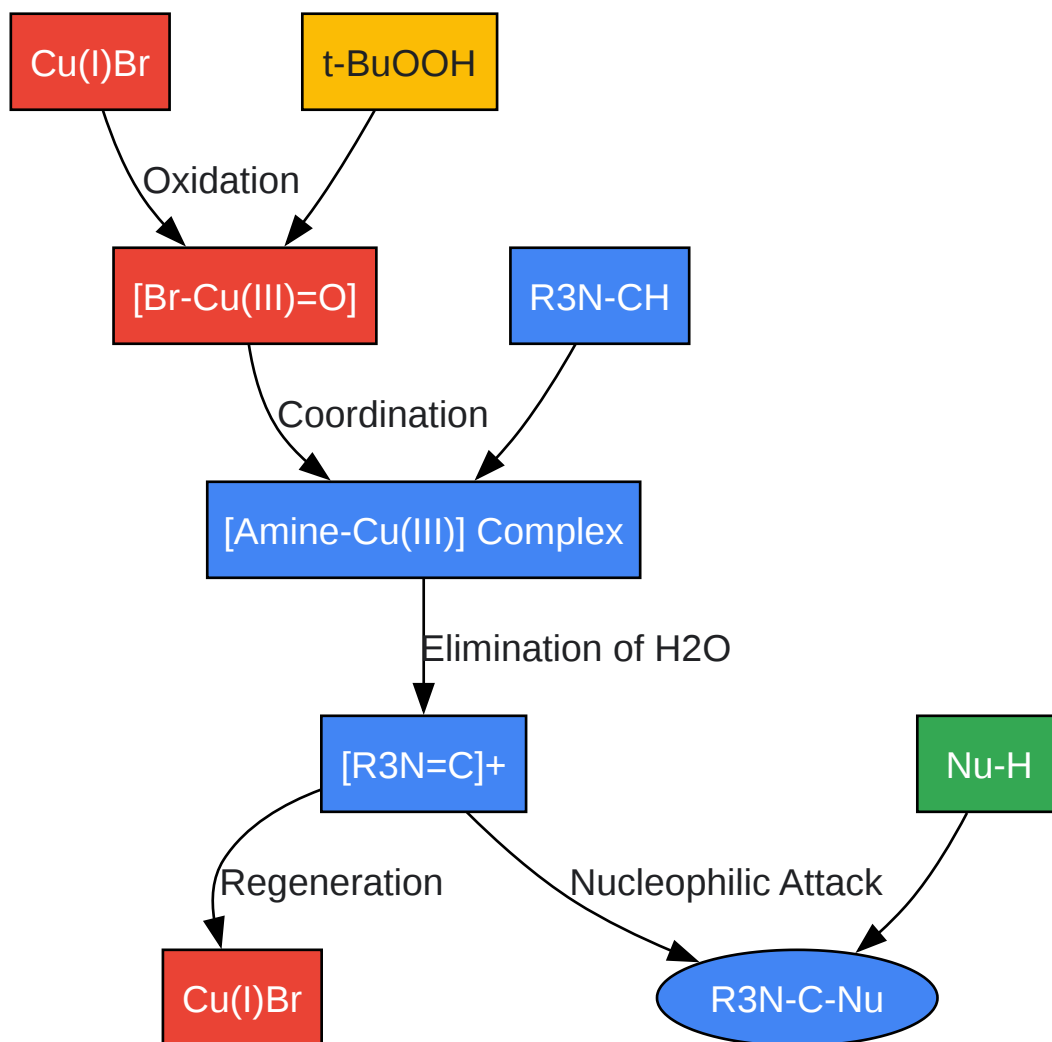 Cu(I)Br
t-BuOOH
Oxidation
[Br-Cu(III)=O]
R3N-CH
Coordination
[Amine-Cu(III)] Complex
Elimination of H2O
[R3N=C]+
Nu-H
Regeneration
Nucleophilic Attack
Cu(I)Br
R3N-C-Nu